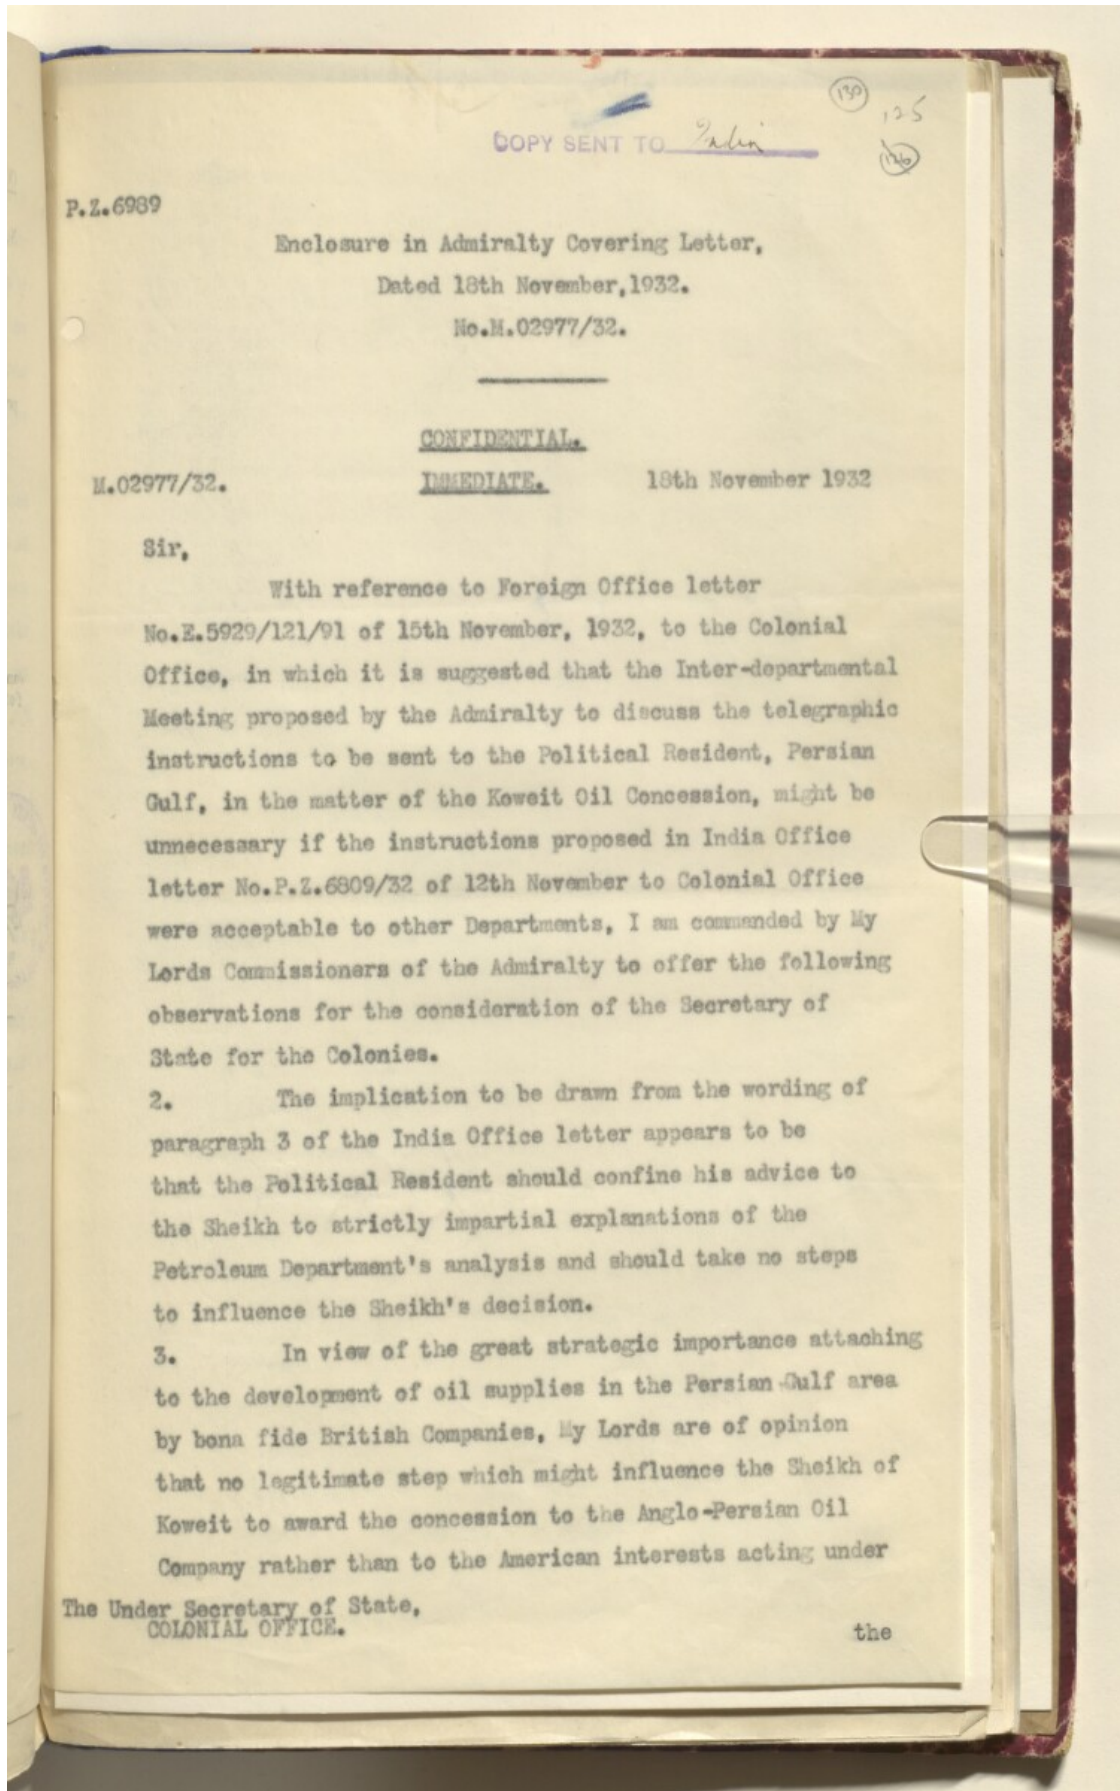 130
125
126
COPY SENT TO India
P.Z.6989
Enclosure in Admiralty Covering Letter,
Dated 18th November, 1932.
No.M.02977/32.
CONFIDENTIAL.
M.02977/32. IMMEDIATE. 18th November 1932
Sir,
With reference to Foreign Office letter
No.E.5929/121/91 of 15th November, 1932, to the Colonial
Office, in which it is suggested that the Inter-departmental
Meeting proposed by the Admiralty to discuss the telegraphic
instructions to be sent to the Political Resident, Persian
Gulf, in the matter of the Koweit Oil Concession, might be
unnecessary if the instructions proposed in India Office
letter No.P.Z.6809/32 of 12th November to Colonial Office
were acceptable to other Departments, I am commanded by My
Lords Commissioners of the Admiralty to offer the following
observations for the consideration of the Secretary of
State for the Colonies.
2. The implication to be drawn from the wording of
paragraph 3 of the India Office letter appears to be
that the Political Resident should confine his advice to
the Sheikh to strictly impartial explanations of the
Petroleum Department's analysis and should take no steps
to influence the Sheikh's decision.
3. In view of the great strategic importance attaching
to the development of oil supplies in the Persian Gulf area
by bona fide British Companies, My Lords are of opinion
that no legitimate step which might influence the Sheikh of
Koweit to award the concession to the Anglo-Persian Oil
Company rather than to the American interests acting under
The Under Secretary of State,
COLONIAL OFFICE.
the